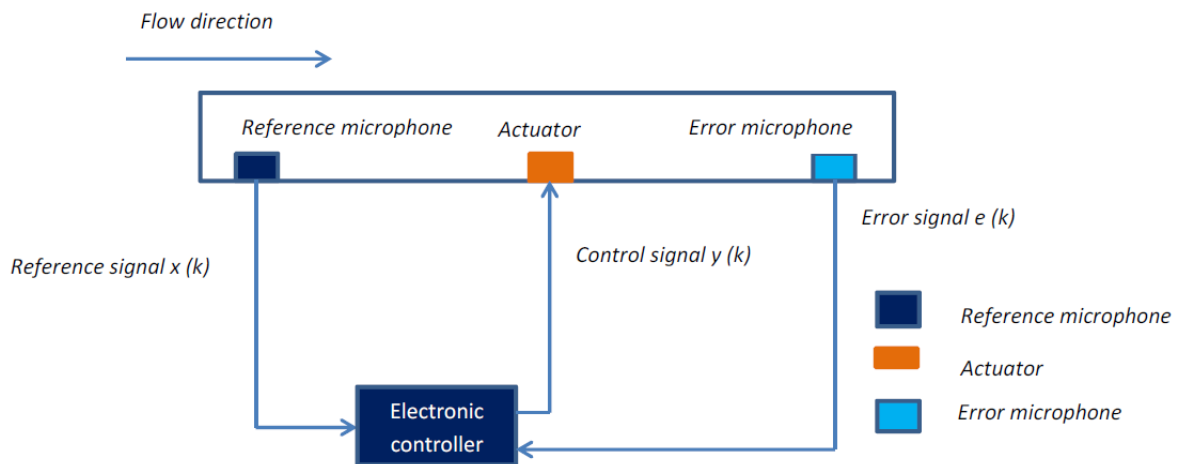 Flow direction
Reference microphone
Actuator
Error microphone
Error signal e (k)
Reference signal x (k)
Control signal y (k)
Reference microphone
Actuator
Error microphone
Electronic
controller